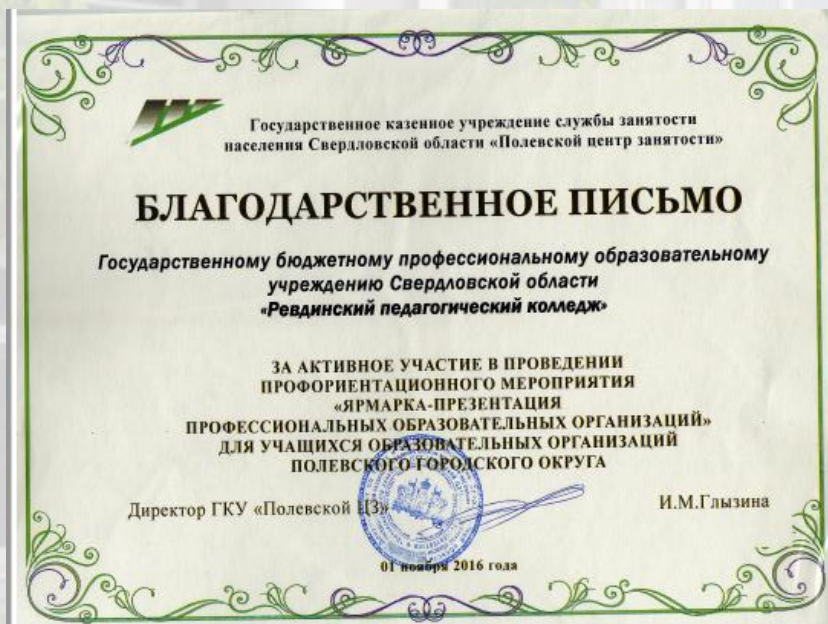 Государственное казенное учреждение службы занятости
населения Свердловской области «Полевской центр занятости»
БЛАГОДАРСТВЕННОЕ ПИСЬМО
Государственному бюджетному профессиональному образовательному
учреждению Свердловской области
«Ревдинский педагогический колледж»
ЗА АКТИВНОЕ УЧАСТИЕ В ПРОВЕДЕНИИ
ПРОФОРИЕНТАЦИОННОГО МЕРОПРИЯТИЯ
«ЯРМАРКА-ПРЕЗЕНТАЦИЯ
ПРОФЕССИОНАЛЬНЫХ ОБРАЗОВАТЕЛЬНЫХ ОРГАНИЗАЦИЙ»
ДЛЯ УЧАЩИХСЯ ОБРАЗОВАТЕЛЬНЫХ ОРГАНИЗАЦИЙ
ПОЛЕВСКОГО ГОРОДСКОГО ОКРУГА
Директор ГКУ «Полевской ЦЗ» И.М.Глызина
01 ноября 2016 года